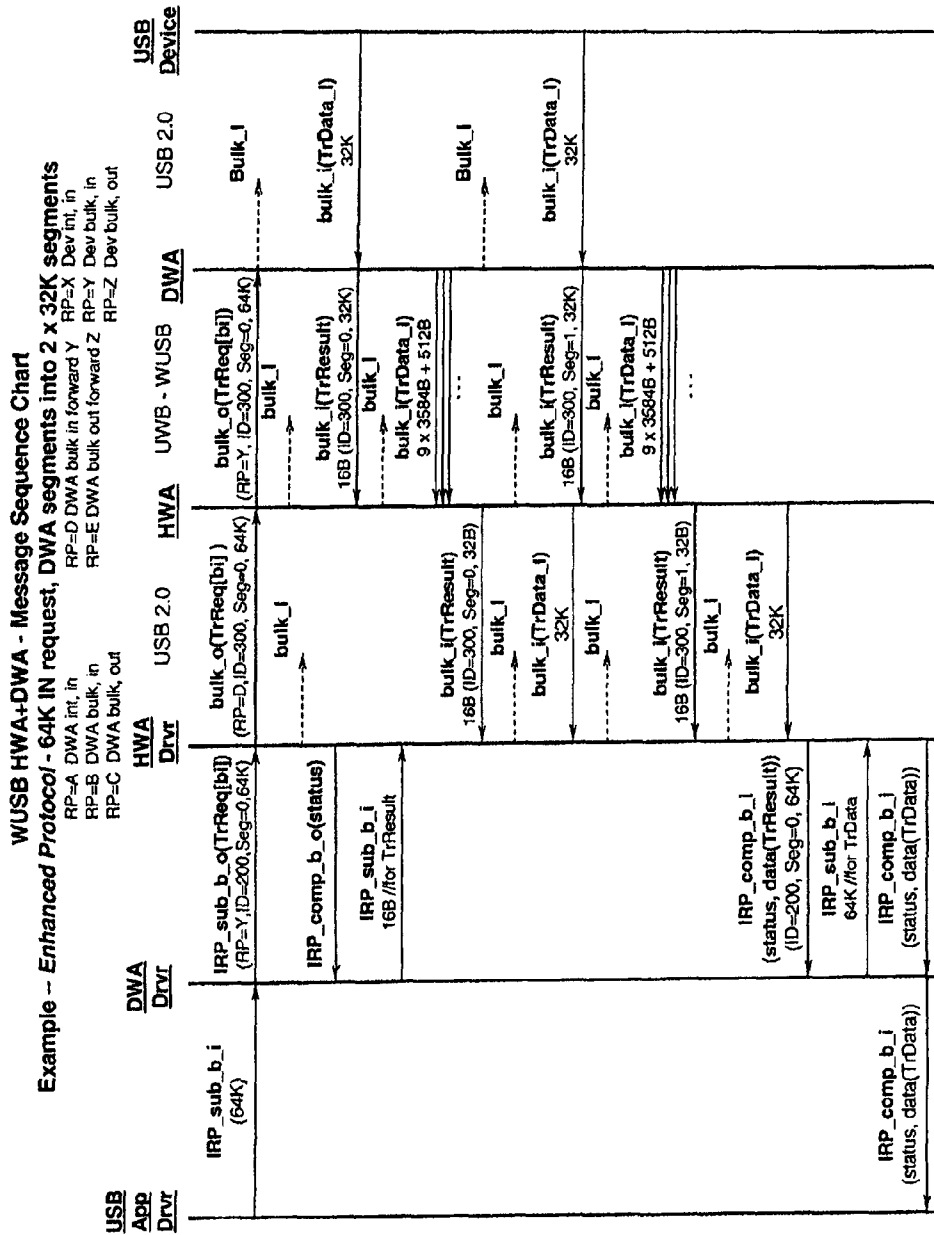 WUSB HWA+DWA - Message Sequence Chart
Example -- Enhanced Protocol - 64K IN request, DWA segments into 2 x 32K segments
RP=A DWA int, in
RP=B DWA bulk, in
RP=C DWA bulk, out
RP=D DWA bulk in forward Y
RP=E DWA bulk out forward Z
RP=X Dev int, in
RP=Y Dev bulk, in
RP=Z Dev bulk, out
USB
App
Drvr
DWA
Drvr
HWA
Drvr
USB 2.0
HWA
UWB - WUSB
DWA
USB 2.0
USB
Device
IRP_sub_b_i
(64K)
IRP_comp_b_i
(status, data(TrData))
IRP_sub_b_o(TrReq[bi])
(RP=Y,ID=200,Seg=0,64K)
IRP_comp_b_o(status)
IRP_sub_b_i
16B //for TrResult
IRP_comp_b_i
(status, data(TrResult))
(ID=200, Seg=0, 64K)
IRP_sub_b_i
64K //for TrData
IRP_comp_b_i
(status, data(TrData))
bulk_o(TrReq[bi] )
(RP=D,ID=300, Seg=0, 64K)
bulk_I
bulk_i(TrResult)
16B (ID=300, Seg=0, 32B)
bulk_I
bulk_i(TrData_I)
32K
bulk_I
bulk_i(TrResult)
16B (ID=300, Seg=1, 32B)
bulk_I
bulk_i(TrData_I)
32K
bulk_o(TrReq[bi])
(RP=Y, ID=300, Seg=0, 64K)
bulk_I
bulk_i(TrResult)
16B (ID=300, Seg=0, 32K)
bulk_I
bulk_i(TrData_I)
9 x 3584B + 512B
...
bulk_I
bulk_i(TrResult)
16B (ID=300, Seg=1, 32K)
bulk_I
bulk_i(TrData_I)
9 x 3584B + 512B
...
Bulk_I
bulk_i(TrData_I)
32K
Bulk_I
bulk_i(TrData_I)
32K